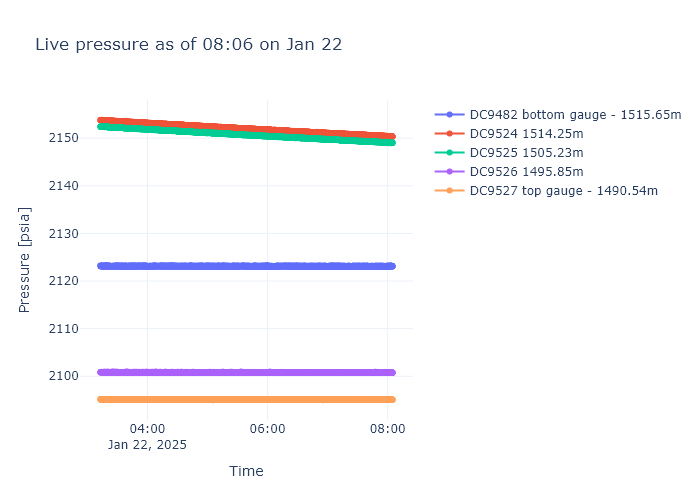 Live pressure as of 08:06 on Jan 22
DC9482 bottom gauge - 1515.65m
DC9524 1514.25m
DC9525 1505.23m
DC9526 1495.85m
DC9527 top gauge - 1490.54m
Pressure [psia]
2150
2140
2130
2120
2110
2100
04:00
Jan 22, 2025
06:00
08:00
Time